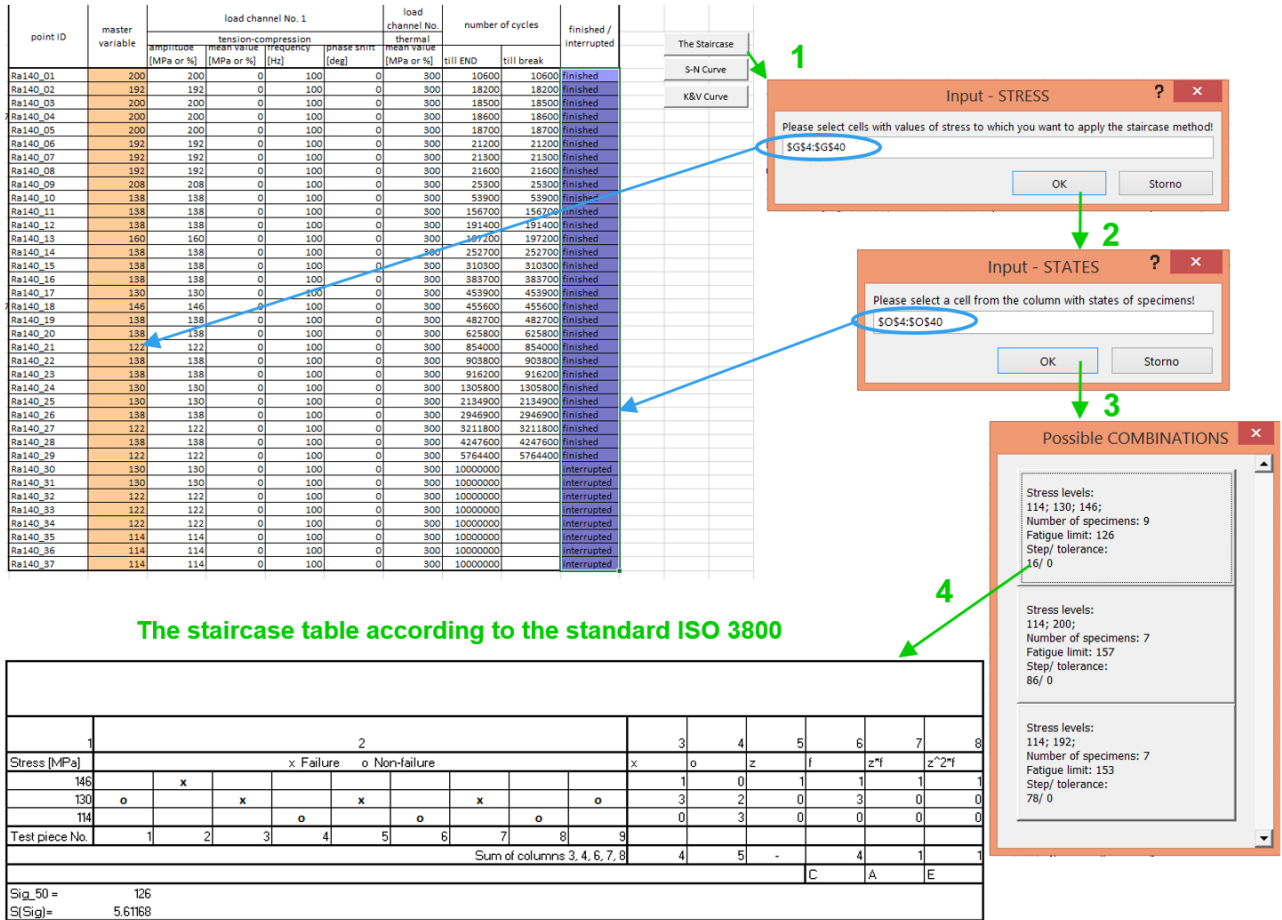 load channel No. 1
load channel No.
number of cycles
finished / interrupted
point ID
master variable
tension-compression
thermal
amplitude mean value frequency phase shift mean value
[MPa or %] [MPa or %] [Hz] [deg] [MPa or %] till END till break
Ra140_01 200 200 0 100 0 300 10600 10600 finished
Ra140_02 192 192 0 100 0 300 18200 18200 finished
Ra140_03 200 200 0 100 0 300 18500 18500 finished
Ra140_04 200 200 0 100 0 300 18600 18600 finished
Ra140_05 200 200 0 100 0 300 18700 18700 finished
Ra140_06 192 192 0 100 0 300 21200 21200 finished
Ra140_07 192 192 0 100 0 300 21300 21300 finished
Ra140_08 192 192 0 100 0 300 21600 21600 finished
Ra140_09 208 208 0 100 0 300 25300 25300 finished
Ra140_10 138 138 0 100 0 300 53900 53900 finished
Ra140_11 138 138 0 100 0 300 156700 156700 finished
Ra140_12 138 138 0 100 0 300 191400 191400 finished
Ra140_13 160 160 0 100 0 300 197200 197200 finished
Ra140_14 138 138 0 100 0 300 252700 252700 finished
Ra140_15 138 138 0 100 0 300 310300 310300 finished
Ra140_16 138 138 0 100 0 300 383700 383700 finished
Ra140_17 130 130 0 100 0 300 453900 453900 finished
Ra140_18 146 146 0 100 0 300 455600 455600 finished
Ra140_19 138 138 0 100 0 300 482700 482700 finished
Ra140_20 138 138 0 100 0 300 625800 625800 finished
Ra140_21 122 122 0 100 0 300 854000 854000 finished
Ra140_22 138 138 0 100 0 300 903800 903800 finished
Ra140_23 138 138 0 100 0 300 916200 916200 finished
Ra140_24 130 130 0 100 0 300 1305800 1305800 finished
Ra140_25 130 130 0 100 0 300 2134900 2134900 finished
Ra140_26 138 138 0 100 0 300 2946900 2946900 finished
Ra140_27 122 122 0 100 0 300 3211800 3211800 finished
Ra140_28 138 138 0 100 0 300 4247600 4247600 finished
Ra140_29 122 122 0 100 0 300 5764400 5764400 finished
Ra140_30 130 130 0 100 0 300 10000000 interrupted
Ra140_31 130 130 0 100 0 300 10000000 interrupted
Ra140_32 122 122 0 100 0 300 10000000 interrupted
Ra140_33 122 122 0 100 0 300 10000000 interrupted
Ra140_34 122 122 0 100 0 300 10000000 interrupted
Ra140_35 114 114 0 100 0 300 10000000 interrupted
Ra140_36 114 114 0 100 0 300 10000000 interrupted
Ra140_37 114 114 0 100 0 300 10000000 interrupted
The Staircase
S-N Curve
K&V Curve
1
Input - STRESS ? ×
Please select cells with values of stress to which you want to apply the staircase method!
$G$4:$G$40
OK Storno
2
Input - STATES ? ×
Please select a cell from the column with states of specimens!
$O$4:$O$40
OK Storno
3
Possible COMBINATIONS ×
Stress levels:
114; 130; 146;
Number of specimens: 9
Fatigue limit: 126
Step/ tolerance:
16/ 0
Stress levels:
114; 200;
Number of specimens: 7
Fatigue limit: 157
Step/ tolerance:
86/ 0
Stress levels:
114; 192;
Number of specimens: 7
Fatigue limit: 153
Step/ tolerance:
78/ 0
4
The staircase table according to the standard ISO 3800
1 2 3 4 5 6 7 8
Stress [MPa] x Failure o Non-failure x o z f z*f z^2*f
146 x 1 0 1 1 1 1
130 o x x x o 3 2 0 3 0 0
114 o o o 0 3 0 0 0 0
Test piece No. 1 2 3 4 5 6 7 8 9
Sum of columns 3, 4, 6, 7, 8 4 5 - 4 1 1
C A E
Sig_50 = 126
S(Sig)= 5.61168